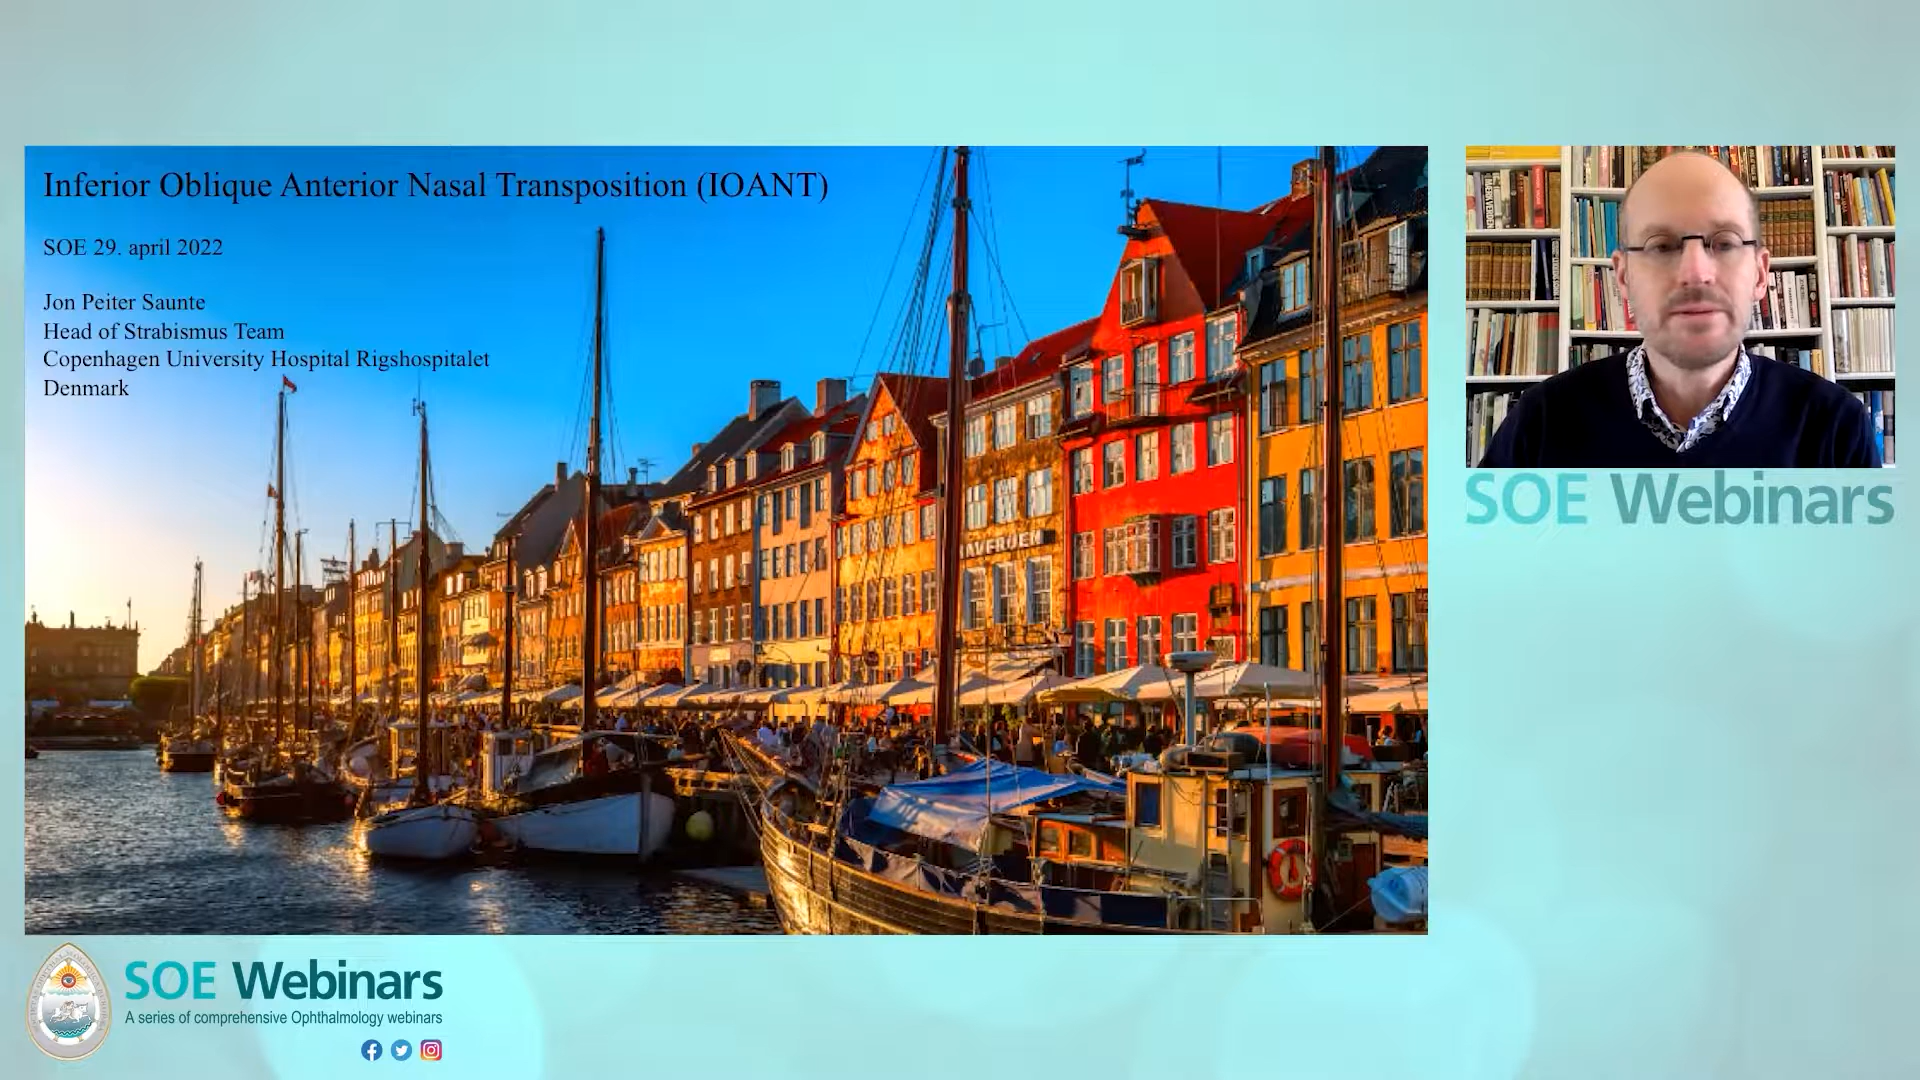 Inferior Oblique Anterior Nasal Transposition (IOANT)
SOE 29. april 2022
Jon Peiter Saunte
Head of Strabismus Team
Copenhagen University Hospital Rigshospitalet
Denmark
SOE Webinars
SOE Webinars
A series of comprehensive Ophthalmology webinars